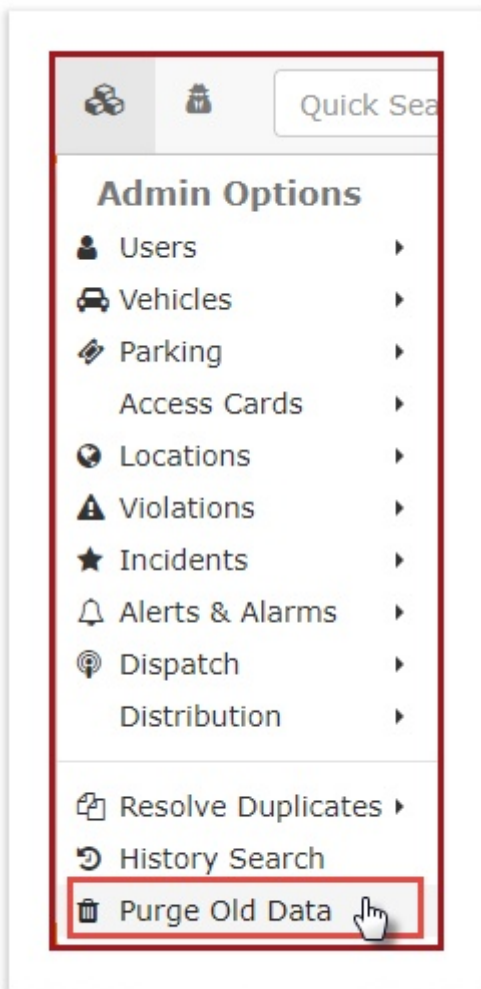 Quick Sea
Admin Options
Users
Vehicles
Parking
Access Cards
Locations
Violations
Incidents
Alerts & Alarms
Dispatch
Distribution
Resolve Duplicates
History Search
Purge Old Data